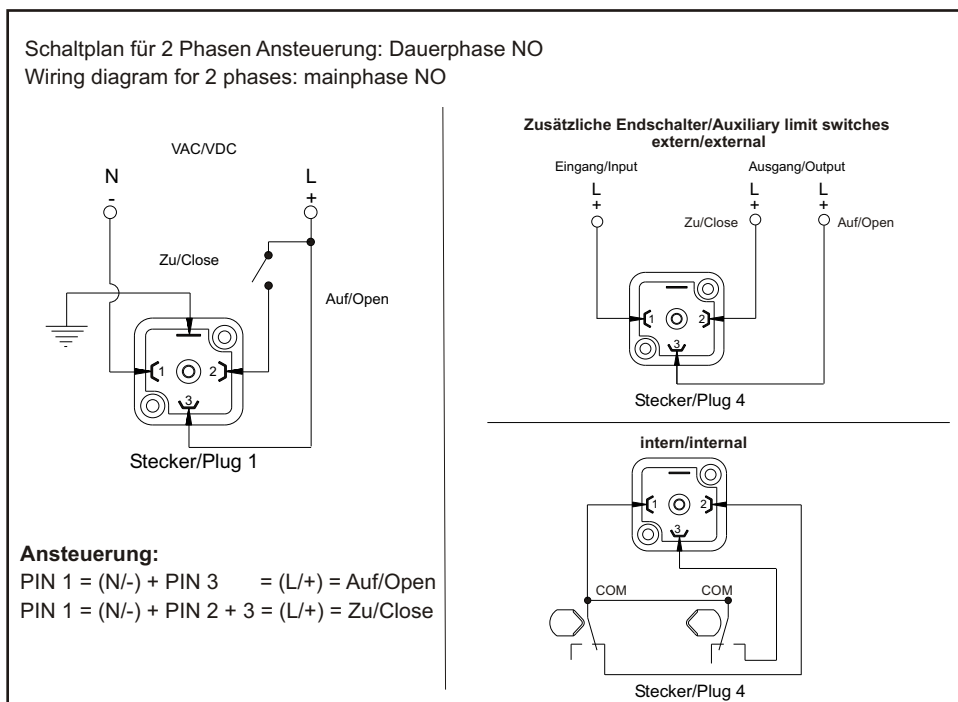 Schaltplan für 2 Phasen Ansteuerung: Dauerphase NO
Wiring diagram for 2 phases: mainphase NO
VAC/VDC
N
-
L
+
Zu/Close
Auf/Open
1
2
3
Stecker/Plug 1
Ansteuerung:
PIN 1 = (N/-) + PIN 3 = (L/+) = Auf/Open
PIN 1 = (N/-) + PIN 2 + 3 = (L/+) = Zu/Close
Zusätzliche Endschalter/Auxiliary limit switches
extern/external
Eingang/Input
Ausgang/Output
L
+
L
+
L
+
Zu/Close
Auf/Open
1
2
3
Stecker/Plug 4
intern/internal
1
2
3
COM
COM
Stecker/Plug 4